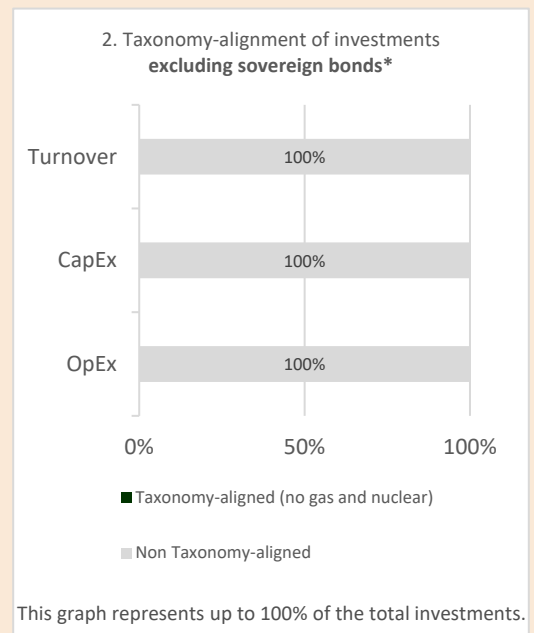 2. Taxonomy-alignment of investments
excluding sovereign bonds*
Turnover
100%
CapEx
100%
OpEx
100%
0%
50%
100%
Taxonomy-aligned (no gas and nuclear)
Non Taxonomy-aligned
This graph represents up to 100% of the total investments.